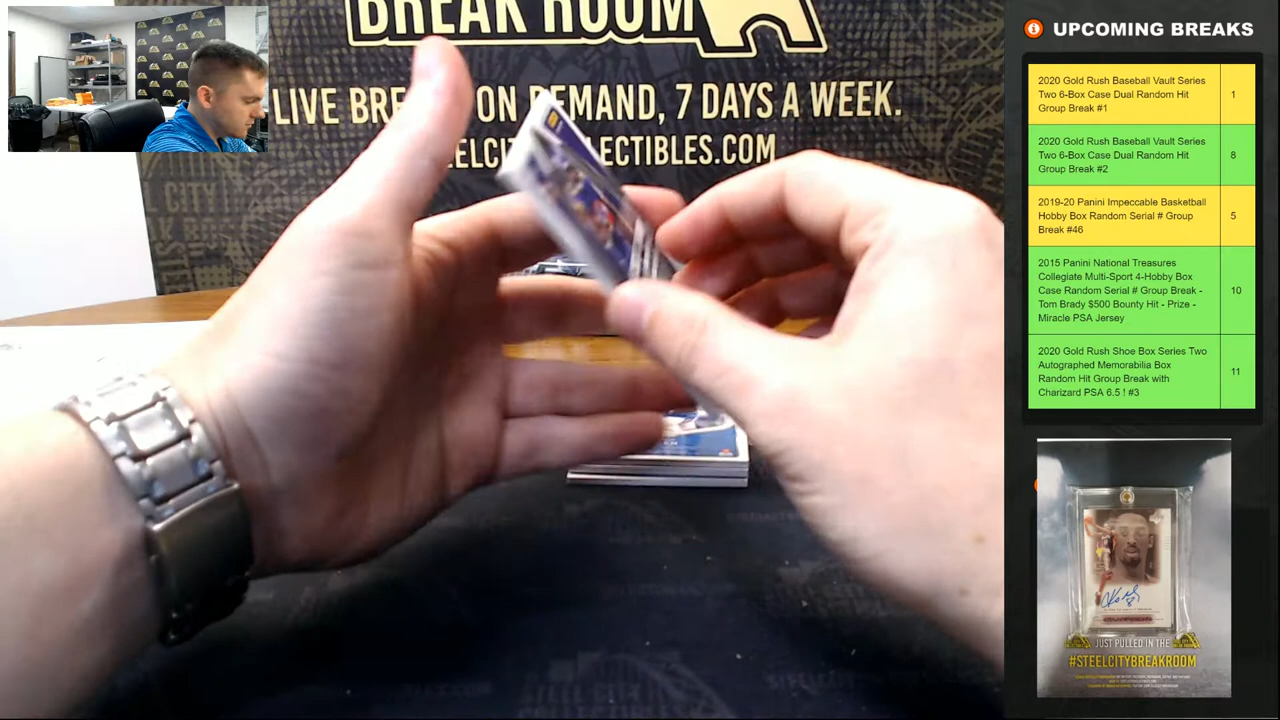 BREAK ROOM
LIVE BRE ON DEMAND, 7 DAYS A WEEK.
ELC ECTIBLES.COM
UPCOMING BREAKS
2020 Gold Rush Baseball Vault Series
Two 6-Box Case Dual Random Hit
Group Break #1
1
2020 Gold Rush Baseball Vault Series
Two 6-Box Case Dual Random Hit
Group Break #2
8
2019-20 Panini Impeccable Basketball
Hobby Box Random Serial # Group
Break #46
5
2015 Panini National Treasures
Collegiate Multi-Sport 4-Hobby Box
Case Random Serial # Group Break -
Tom Brady $500 Bounty Hit - Prize -
Miracle PSA Jersey
10
2020 Gold Rush Shoe Box Series Two
Autographed Memorabilia Box
Random Hit Group Break with
Charizard PSA 6.5 ! #3
11
JUST PULLED IN THE
#STEELCITYBREAKROOM